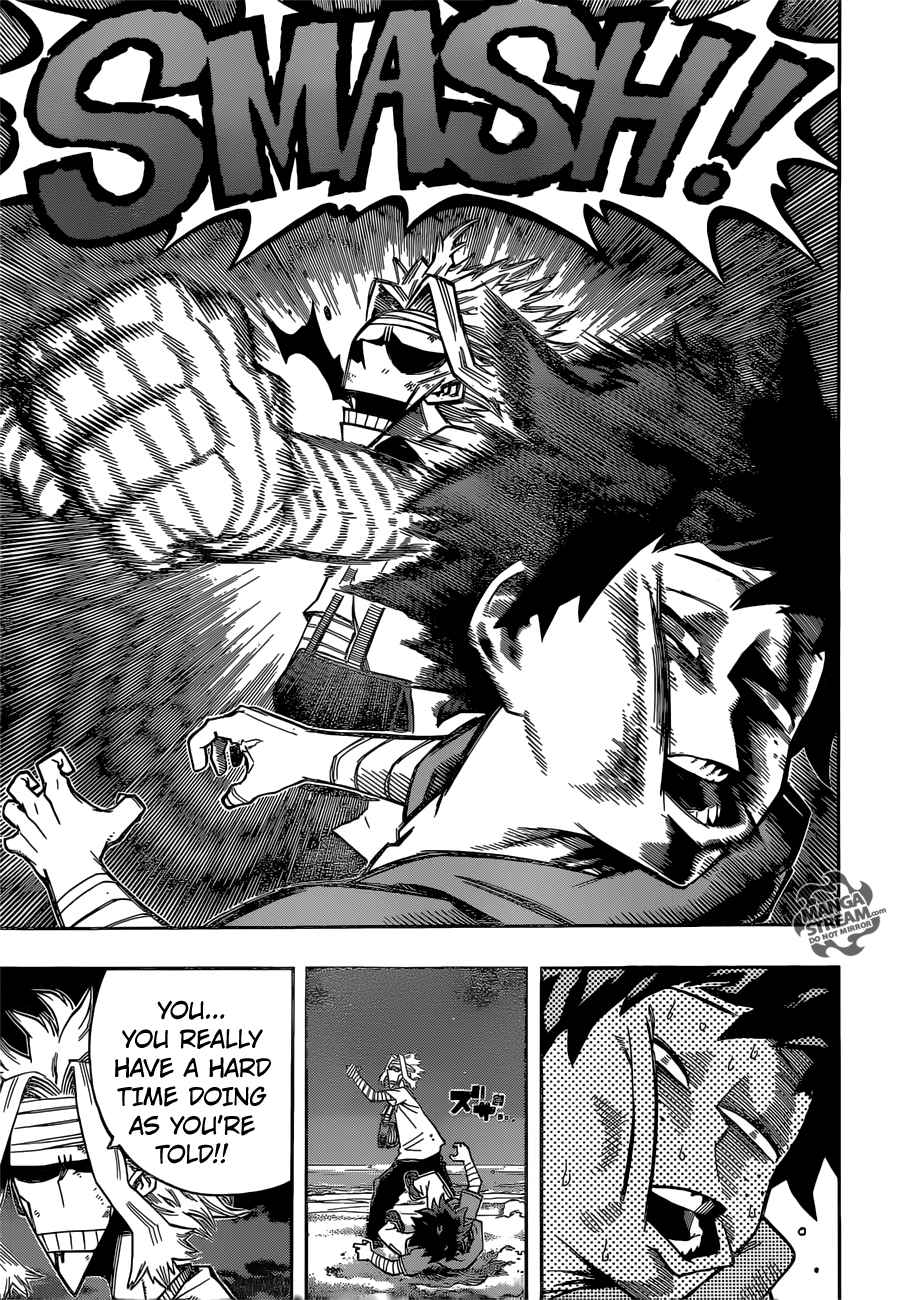 SMASH!
MANGA
STREAM.com
DO NOT MIRROR
YOU...
YOU REALLY
HAVE A HARD
TIME DOING
AS YOU'RE
TOLD!!